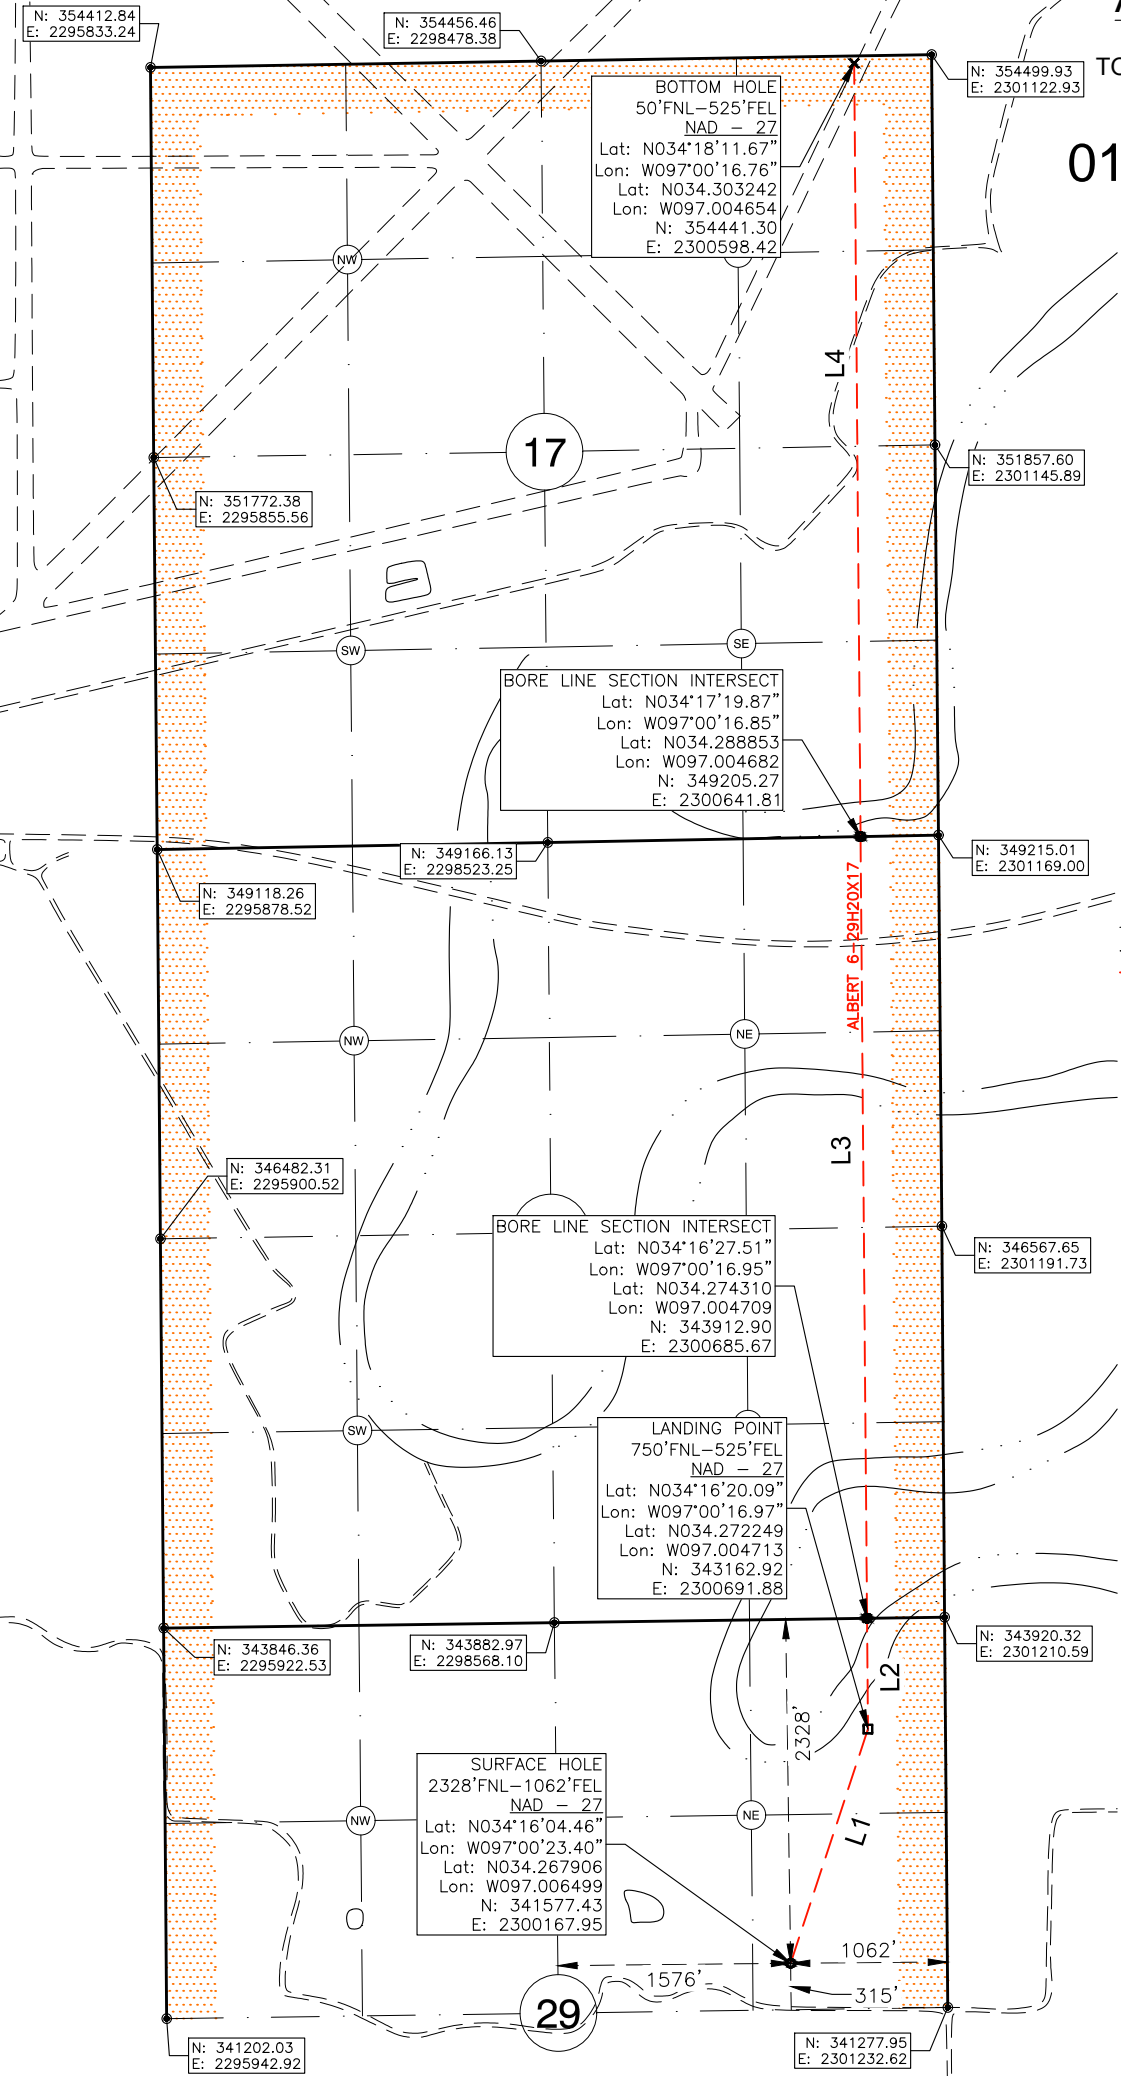 N: 354412.84
E: 2295833.24
N: 354456.46
E: 2298478.38
N: 354499.93
E: 2301122.93
TO
01
BOTTOM HOLE
50'FNL-525'FEL
NAD - 27
Lat: N034°18'11.67"
Lon: W097°00'16.76"
Lat: N034.303242
Lon: W097.004654
N: 354441.30
E: 2300598.42
NW
L4
17
N: 351857.60
E: 2301145.89
N: 351772.38
E: 2295855.56
SW
SE
BORE LINE SECTION INTERSECT
Lat: N034°17'19.87"
Lon: W097°00'16.85"
Lat: N034.288853
Lon: W097.004682
N: 349205.27
E: 2300641.81
N: 349166.13
E: 2298523.25
N: 349215.01
E: 2301169.00
N: 349118.26
E: 2295878.52
ALBERT 6-29H20X17
NW
NE
L3
N: 346482.31
E: 2295900.52
BORE LINE SECTION INTERSECT
Lat: N034°16'27.51"
Lon: W097°00'16.95"
Lat: N034.274310
Lon: W097.004709
N: 343912.90
E: 2300685.67
N: 346567.65
E: 2301191.73
SW
LANDING POINT
750'FNL-525'FEL
NAD - 27
Lat: N034°16'20.09"
Lon: W097°00'16.97"
Lat: N034.272249
Lon: W097.004713
N: 343162.92
E: 2300691.88
N: 343846.36
E: 2295922.53
N: 343882.97
E: 2298568.10
N: 343920.32
E: 2301210.59
L2
2328'
SURFACE HOLE
2328'FNL-1062'FEL
NAD - 27
Lat: N034°16'04.46"
Lon: W097°00'23.40"
Lat: N034.267906
Lon: W097.006499
N: 341577.43
E: 2300167.95
NW
NE
L1
1062'
1576'
315'
29
N: 341202.03
E: 2295942.92
N: 341277.95
E: 2301232.62